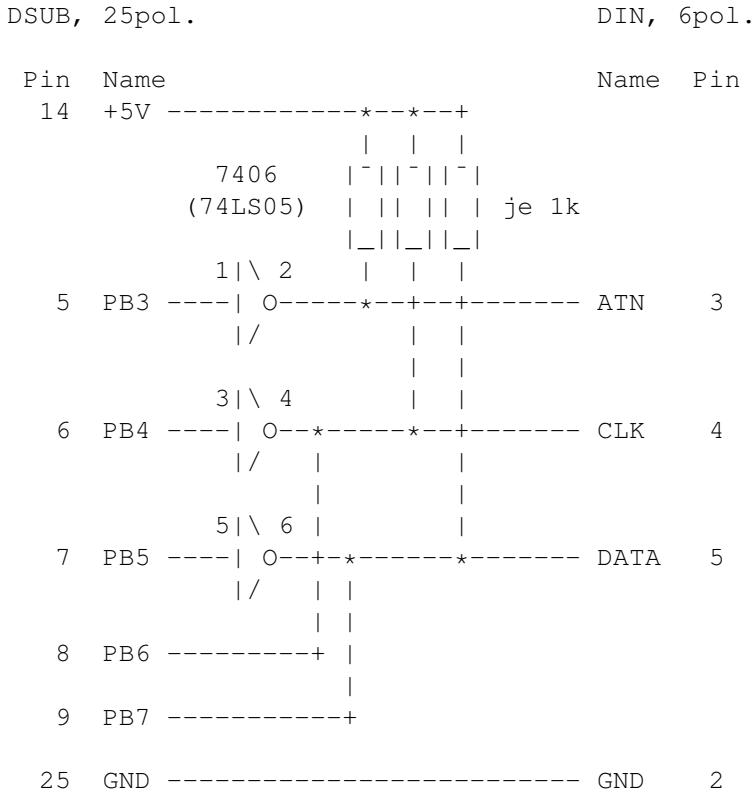 DSUB, 25pol.                         DIN, 6pol.

 Pin  Name                           Name  Pin
  14  +5V ------------*--*--+
                      |  |  |
             7406    |¯||¯||¯|
           (74LS05)  | || || | je 1k
                     |_||_||_|
             1|\ 2    |  |  |
   5  PB3 ----| O-----*--+--+------- ATN    3
              |/         |  |
                         |  |
             3|\ 4       |  |
   6  PB4 ----| O--*-----*--+------- CLK    4
              |/   |        |
                   |        |
             5|\ 6 |        |
   7  PB5 ----| O--+-*------*------- DATA   5
              |/   | |
                   | |
   8  PB6 ---------+ |
                     |
   9  PB7 -----------+

  25  GND -------------------------- GND    2